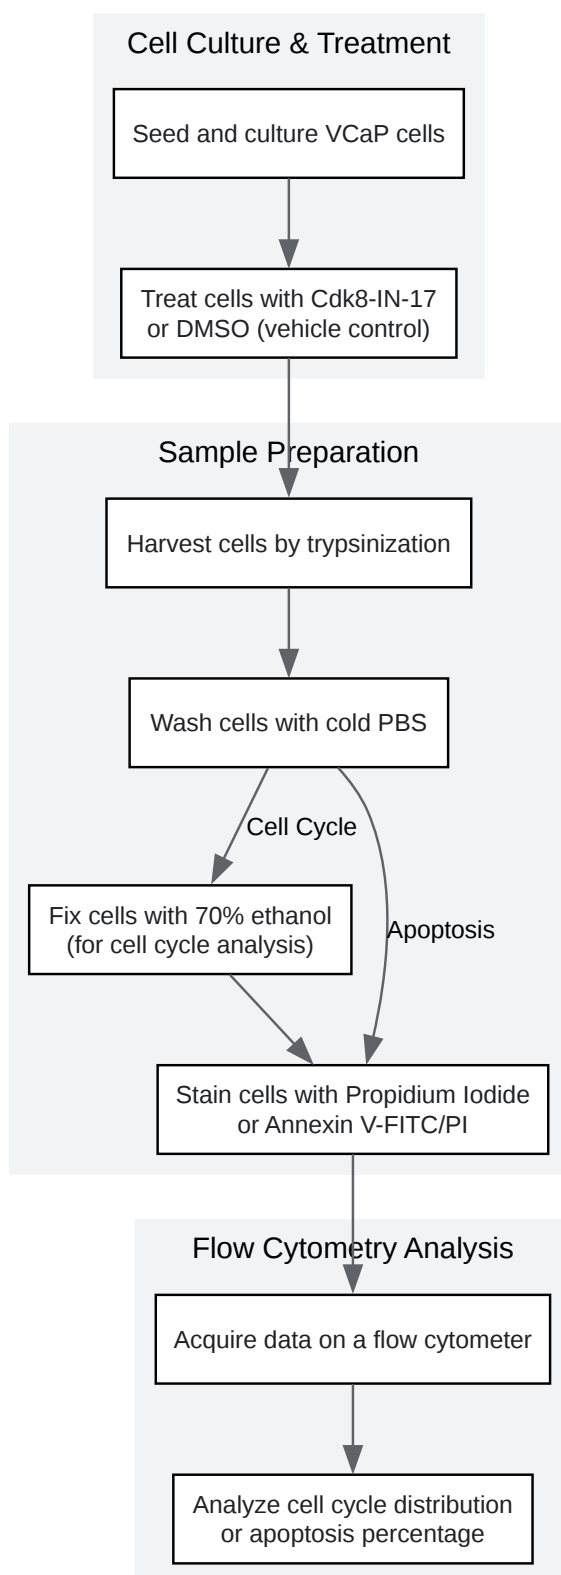 Cell Culture & Treatment
Seed and culture VCaP cells
Treat cells with Cdk8-IN-17
or DMSO (vehicle control)
Sample Preparation
Harvest cells by trypsinization
Wash cells with cold PBS
Cell Cycle
Fix cells with 70% ethanol
(for cell cycle analysis)
Apoptosis
Stain cells with Propidium Iodide
or Annexin V-FITC/PI
Flow Cytometry Analysis
Acquire data on a flow cytometer
Analyze cell cycle distribution
or apoptosis percentage